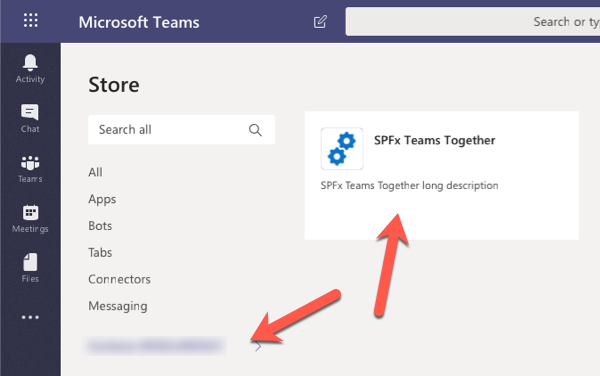 Microsoft Teams
Search or ty
Activity
Chat
Teams
Meetings
Files
Store
Search all
All
Apps
Bots
Tabs
Connectors
Messaging
SPFx Teams Together
SPFx Teams Together long description